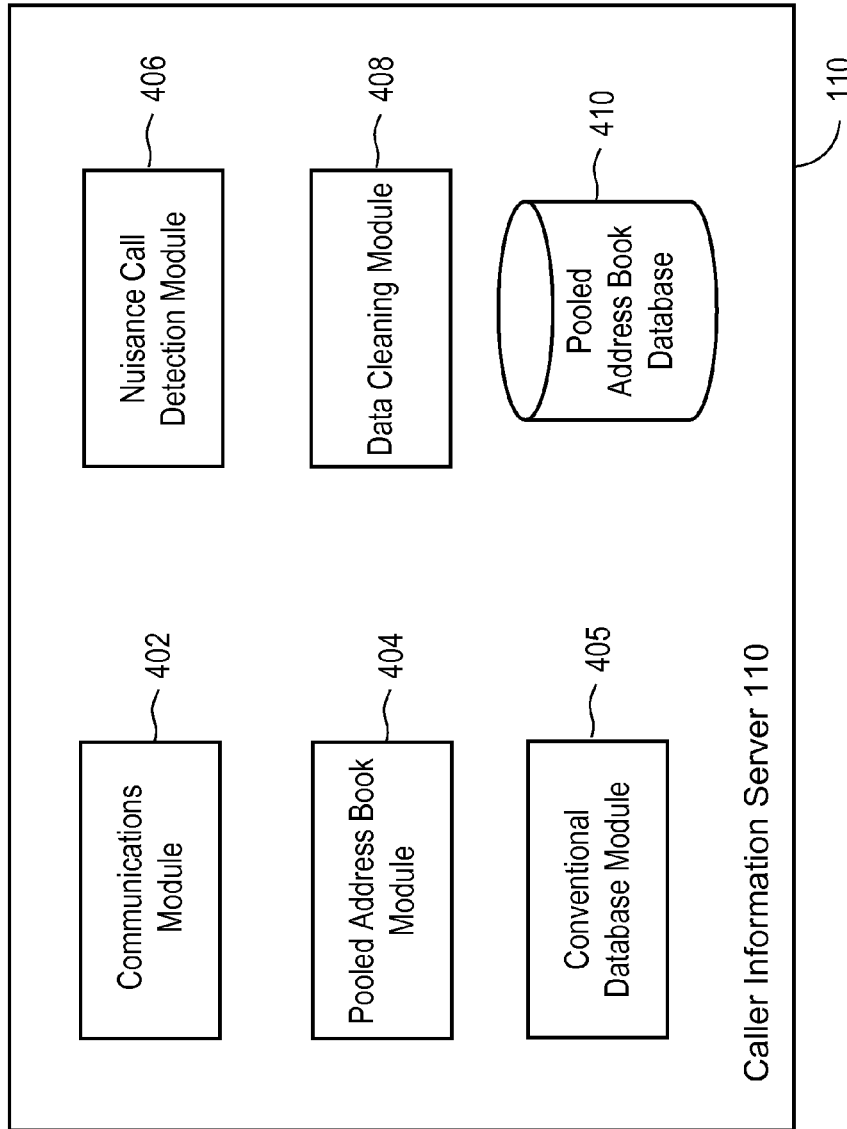 402
Communications
Module
406
Nuisance Call
Detection Module
404
Pooled Address Book
Module
408
Data Cleaning Module
405
Conventional
Database Module
410
Pooled
Address Book
Database
Caller Information Server 110
110